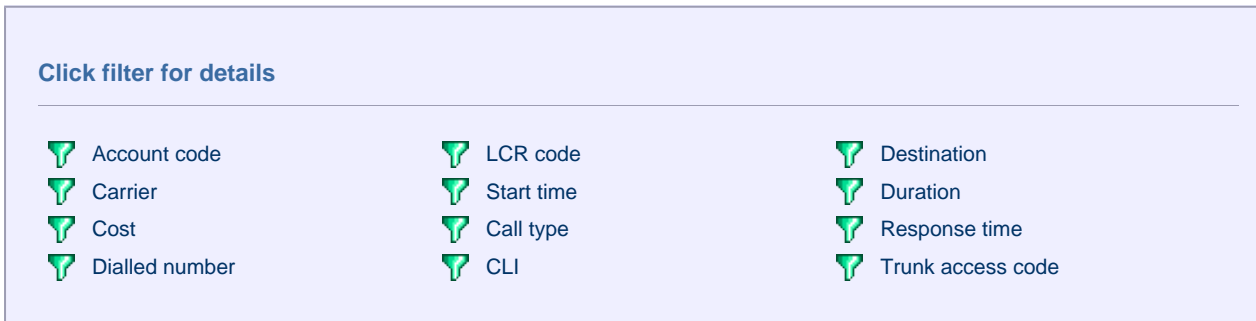 Click filter for details
Account code
LCR code
Destination
Carrier
Start time
Duration
Cost
Call type
Response time
Dialled number
CLI
Trunk access code